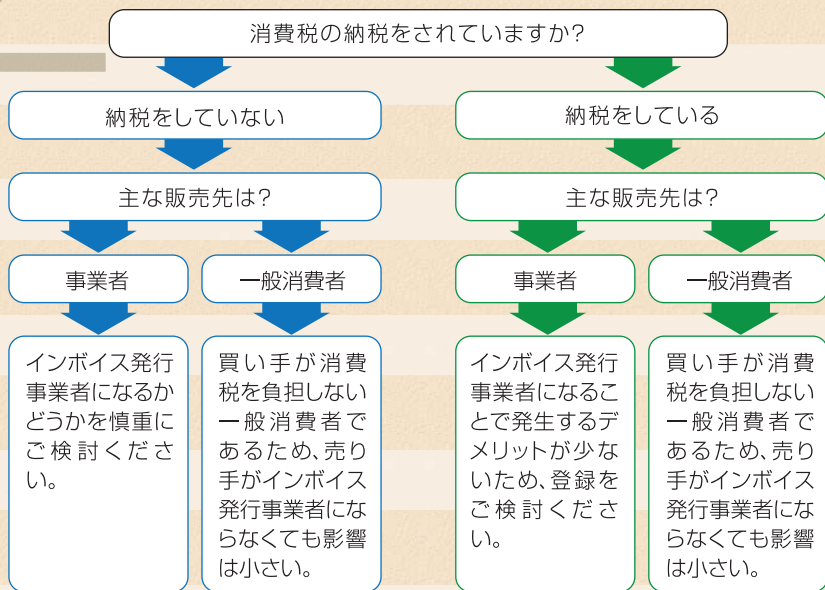 消費税の納税をされていますか?
納税をしていない
納税をしている
主な販売先は?
主な販売先は?
事業者
一般消費者
事業者
一般消費者
インボイス発行
事業者になるか
どうかを慎重に
ご検討くださ
い。
買い手が消費
税を負担しない
一般消費者で
あるため、売り
手がインボイス
発行事業者にな
らなくても影響
は小さい。
インボイス発行
事業者になるこ
とで発生するデ
メリットが少な
いため、登録を
ご検討くださ
い。
買い手が消費
税を負担しない
一般消費者で
あるため、売り
手がインボイス
発行事業者にな
らなくても影響
は小さい。